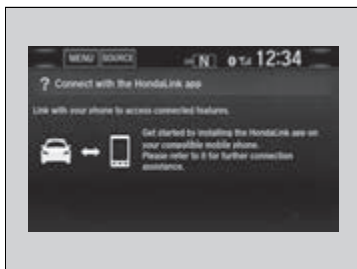 MENU SOURCE N 12:34
? Connect with the HondaLink app
Link with your phone to access connected features.
Get started by installing the HondaLink app on
your compatible mobile phone.
Please refer to it for further connection
assistance.